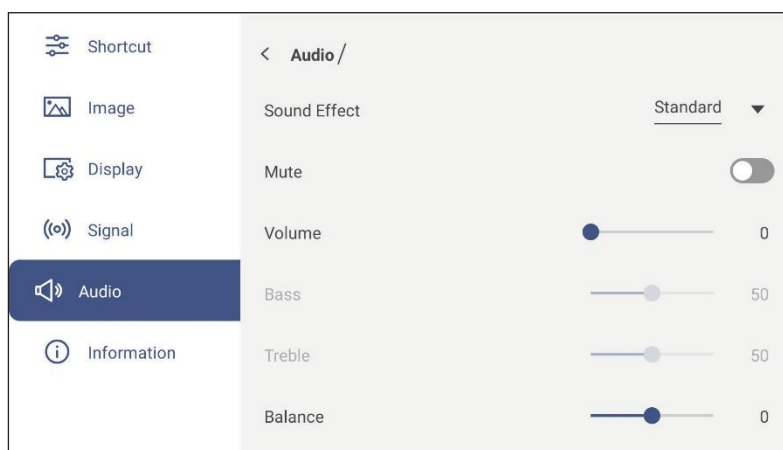 Shortcut
Image
Display
Signal
Audio
Information
< Audio/
Sound Effect Standard
Mute
Volume 0
Bass 50
Treble 50
Balance 0